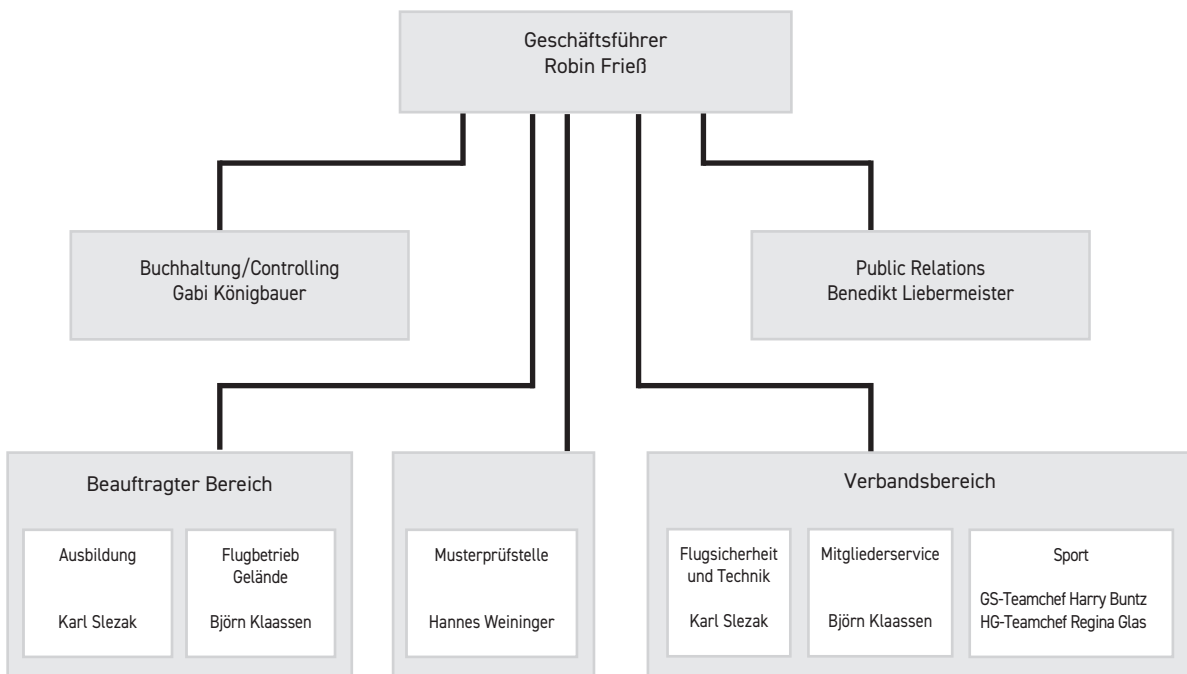 Geschäftsführer
Robin Frieß
Buchhaltung/Controlling
Gabi Königbauer
Public Relations
Benedikt Liebermeister
Beauftragter Bereich
Ausbildung
Karl Slezak
Flugbetrieb
Gelände
Björn Klaassen
Musterprüfstelle
Hannes Weininger
Verbandsbereich
Flugsicherheit
und Technik
Karl Slezak
Mitgliederservice
Björn Klaassen
Sport
GS-Teamchef Harry Buntz
HG-Teamchef Regina Glas